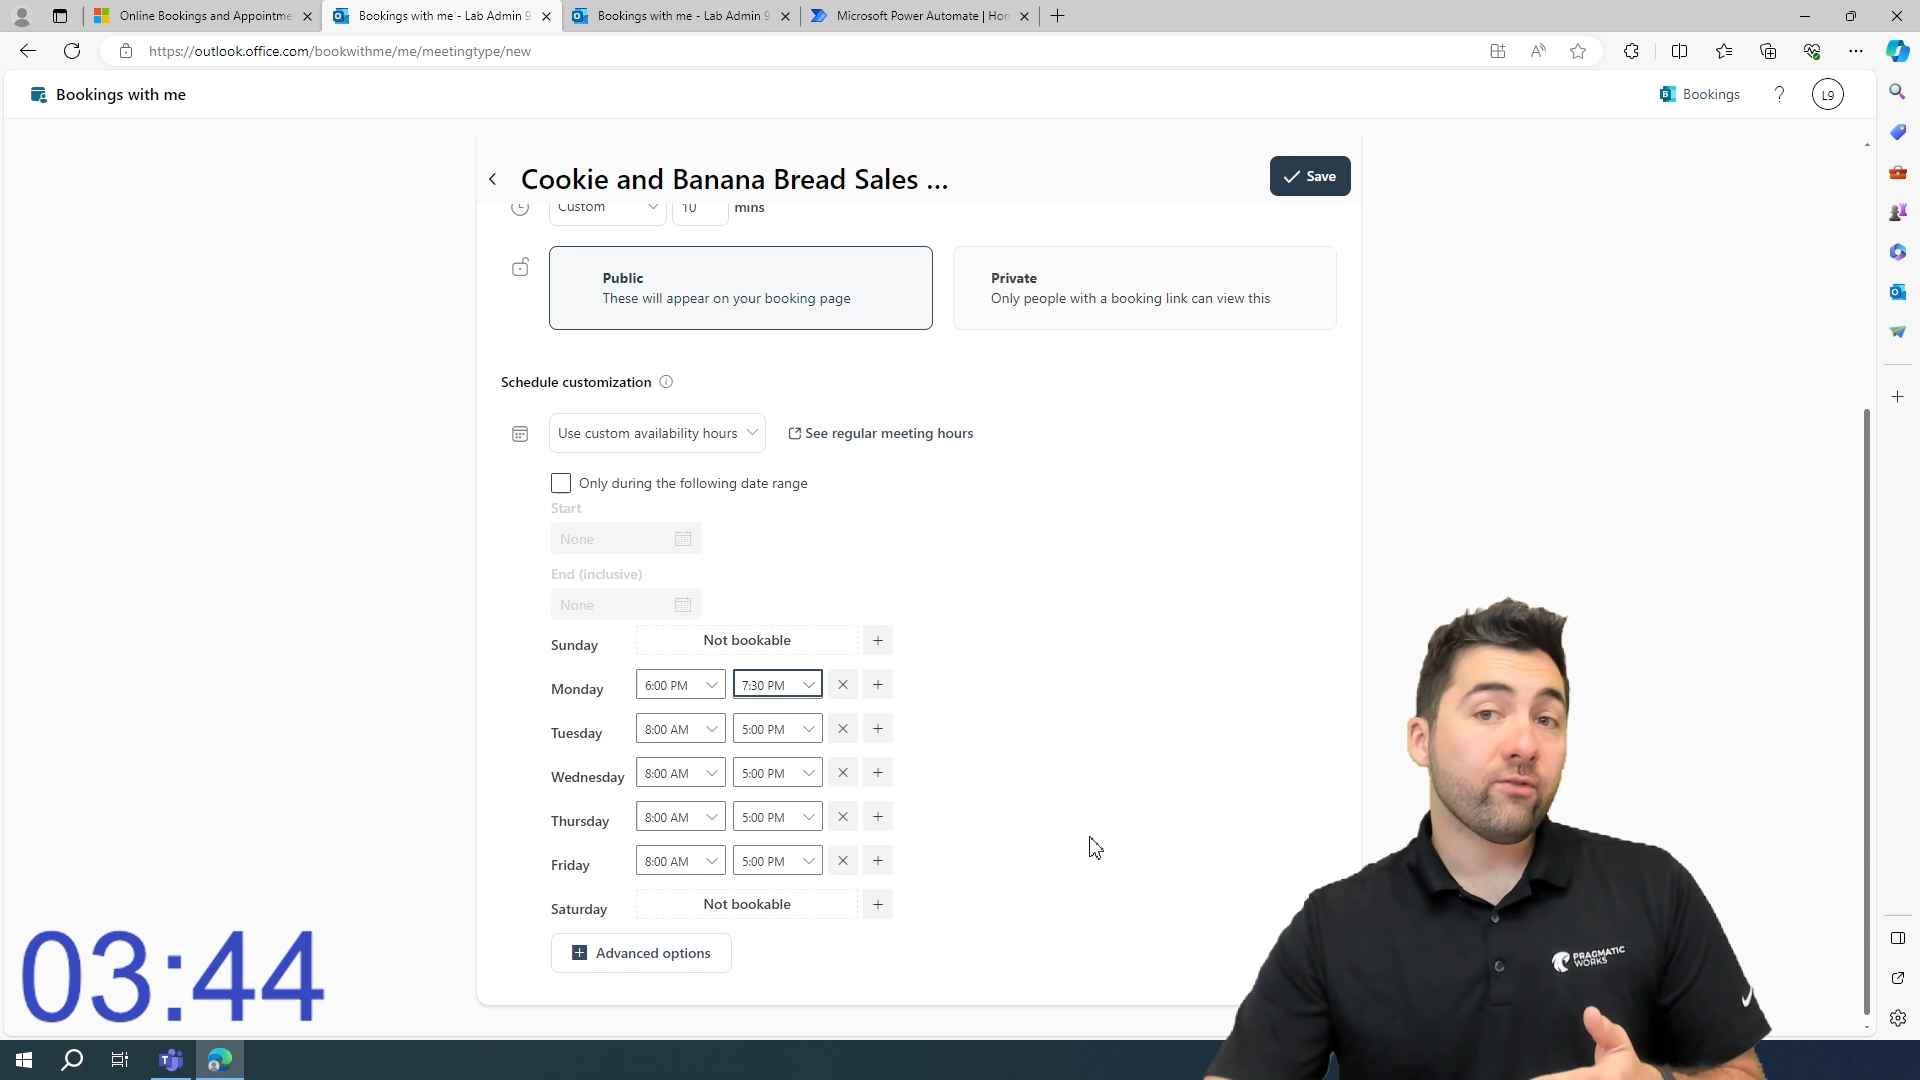 Online Bookings and Appointme
Bookings with me - Lab Admin 9
Bookings with me - Lab Admin 9
Microsoft Power Automate | Hom
https://outlook.office.com/bookwithme/me/meetingtype/new
Bookings with me
Bookings
?
L9
Cookie and Banana Bread Sales ...
Save
Custom
10
mins
Public
These will appear on your booking page
Private
Only people with a booking link can view this
Schedule customization
Use custom availability hours
See regular meeting hours
Only during the following date range
Start
None
End (inclusive)
None
Sunday
Not bookable
Monday
6:00 PM
7:30 PM
Tuesday
8:00 AM
5:00 PM
Wednesday
8:00 AM
5:00 PM
Thursday
8:00 AM
5:00 PM
Friday
8:00 AM
5:00 PM
Saturday
Not bookable
Advanced options
03:44
PRAGMATIC
WORKS